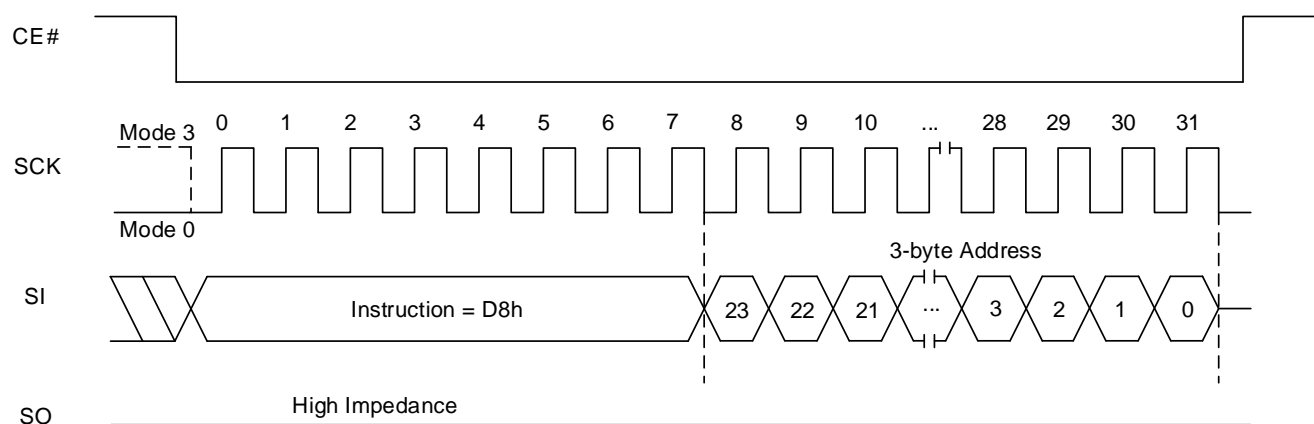 CE#
Mode 3 0 1 2 3 4 5 6 7 8 9 10 ... 28 29 30 31
SCK
Mode 0
3-byte Address
SI Instruction = D8h 23 22 21 ... 3 2 1 0
High Impedance
SO